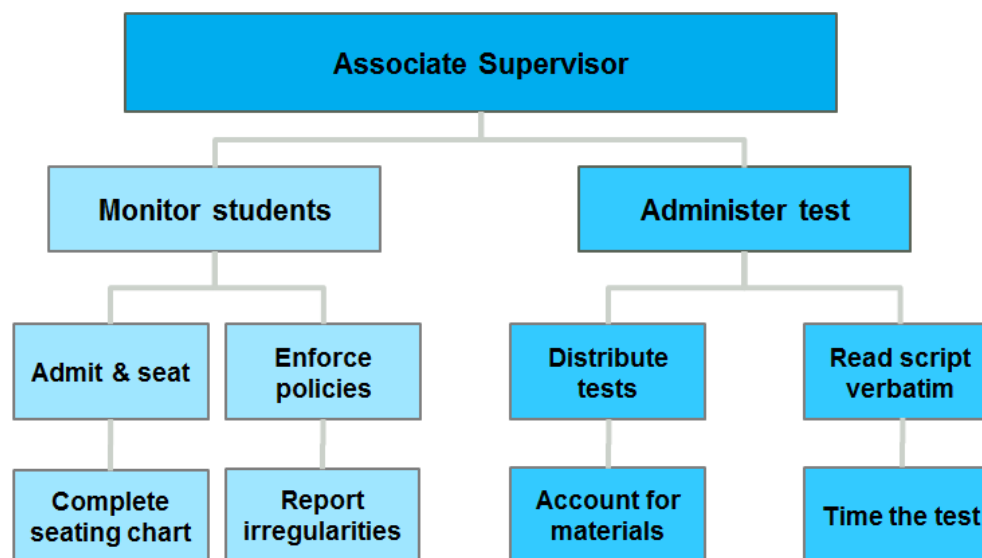 Associate Supervisor
Monitor students
Administer test
Admit & seat
Enforce
policies
Distribute
tests
Read script
verbatim
Complete
seating chart
Report
irregularities
Account for
materials
Time the test